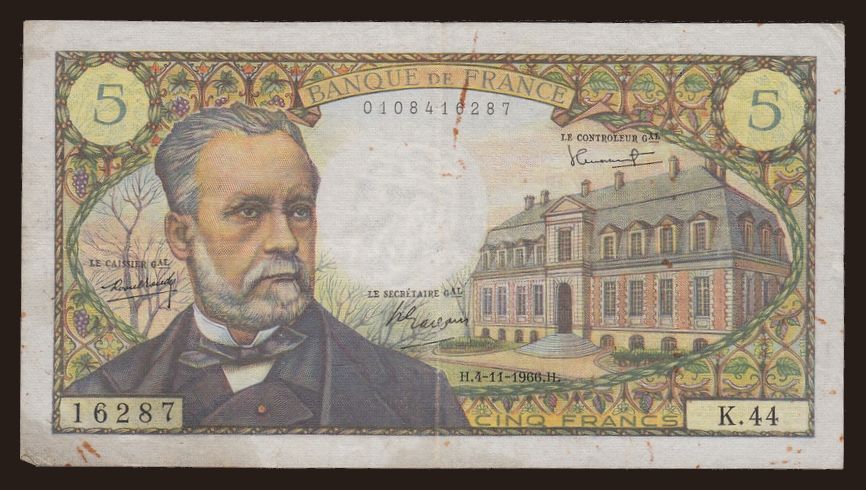 5
BANQUE DE FRANCE
5
0108416287
LE CONTROLEUR GAL
LE CAISSIER GAL
LE SECRÉTAIRE GAL
H.4-11-1966.H.
16287
CINQ FRANCS
K.44